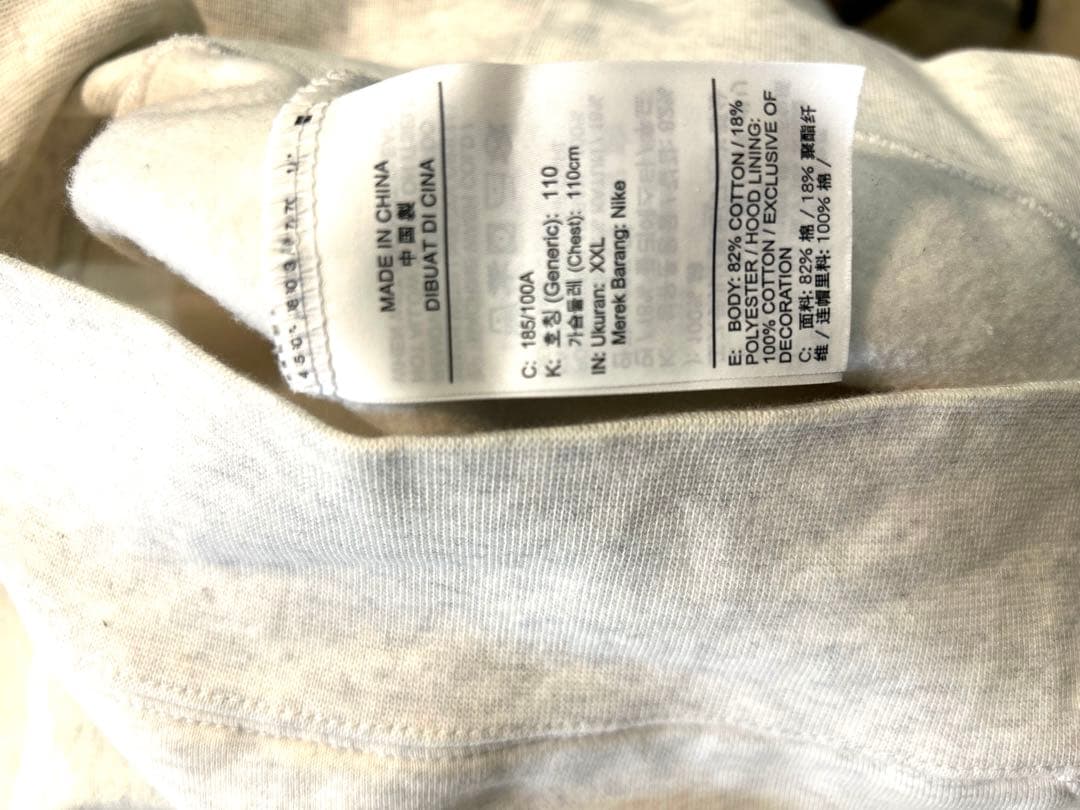 MADE IN CHINA
中国製
DIBUAT DI CINA
C: 185/100A
K: 호칭 (Generic): 110
가슴둘레 (Chest): 110cm
IN: Ukuran: XXL
Merek Barang: Nike
E: BODY: 82% COTTON / 18%
POLYESTER / HOOD LINING:
100% COTTON / EXCLUSIVE OF
DECORATION
C: 面料: 82% 棉 / 18% 聚酯纤
维 / 连帽里料: 100% 棉 /